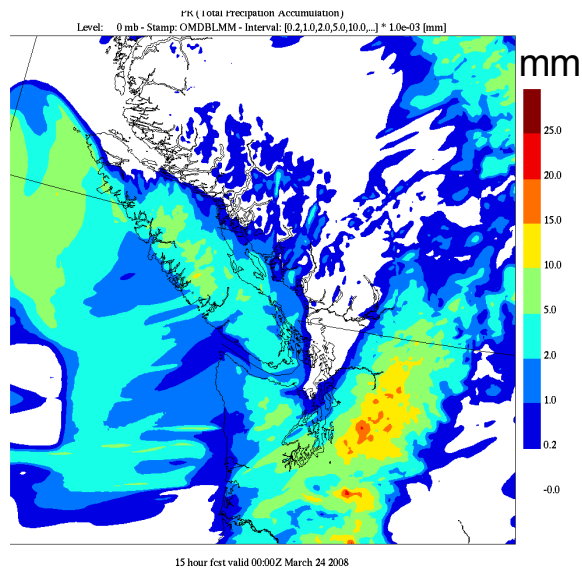 PR (Total Precipation Accumulation)
Level: 0 mb - Stamp: OMDBLMM - Interval: [0.2,1.0,2.0,5.0,10.0,...] * 1.0e-03 [mm]
mm
25.0
20.0
15.0
10.0
5.0
2.0
1.0
0.2
-0.0
15 hour fcst valid 00:00Z March 24 2008